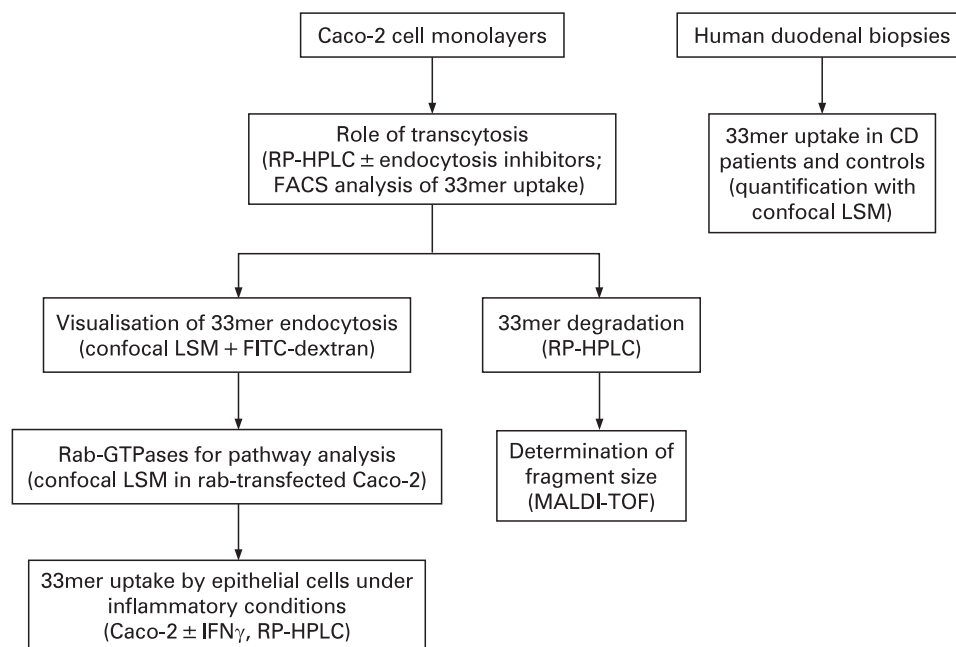 Caco-2 cell monolayers
Human duodenal biopsies
Role of transcytosis
(RP-HPLC ± endocytosis inhibitors;
FACS analysis of 33mer uptake)
33mer uptake in CD
patients and controls
(quantification with
confocal LSM)
Visualisation of 33mer endocytosis
(confocal LSM + FITC-dextran)
33mer degradation
(RP-HPLC)
Rab-GTPases for pathway analysis
(confocal LSM in rab-transfected Caco-2)
Determination of
fragment size
(MALDI-TOF)
33mer uptake by epithelial cells under
inflammatory conditions
(Caco-2 ± IFNγ, RP-HPLC)